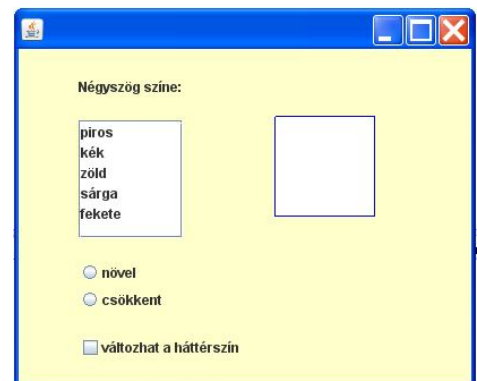 Négyszög színe:
piros
kék
zöld
sárga
fekete
növel
csökkent
változhat a háttérszín